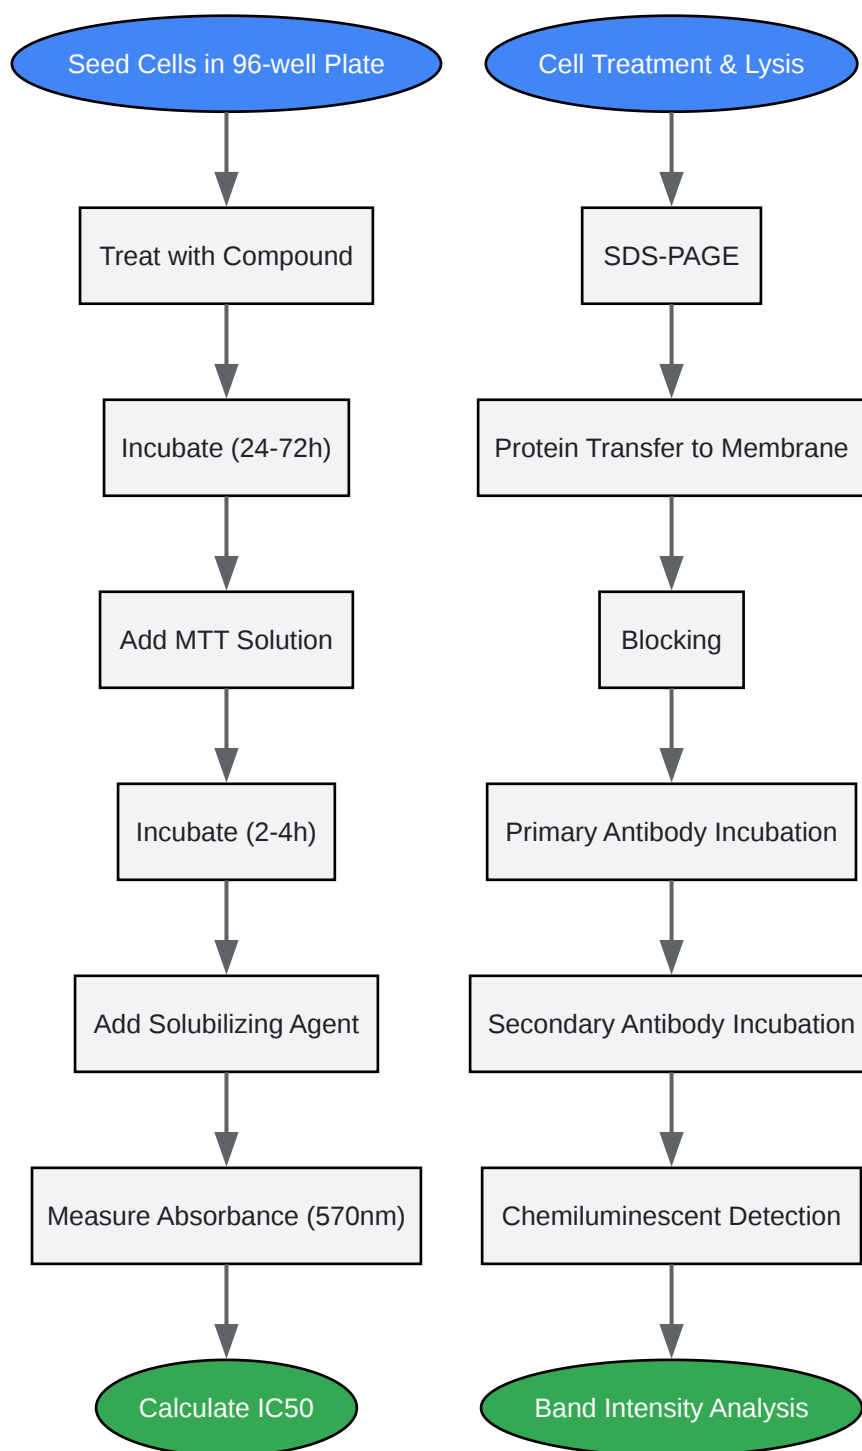 Seed Cells in 96-well Plate
Treat with Compound
Incubate (24-72h)
Add MTT Solution
Incubate (2-4h)
Add Solubilizing Agent
Measure Absorbance (570nm)
Calculate IC50
Cell Treatment & Lysis
SDS-PAGE
Protein Transfer to Membrane
Blocking
Primary Antibody Incubation
Secondary Antibody Incubation
Chemiluminescent Detection
Band Intensity Analysis